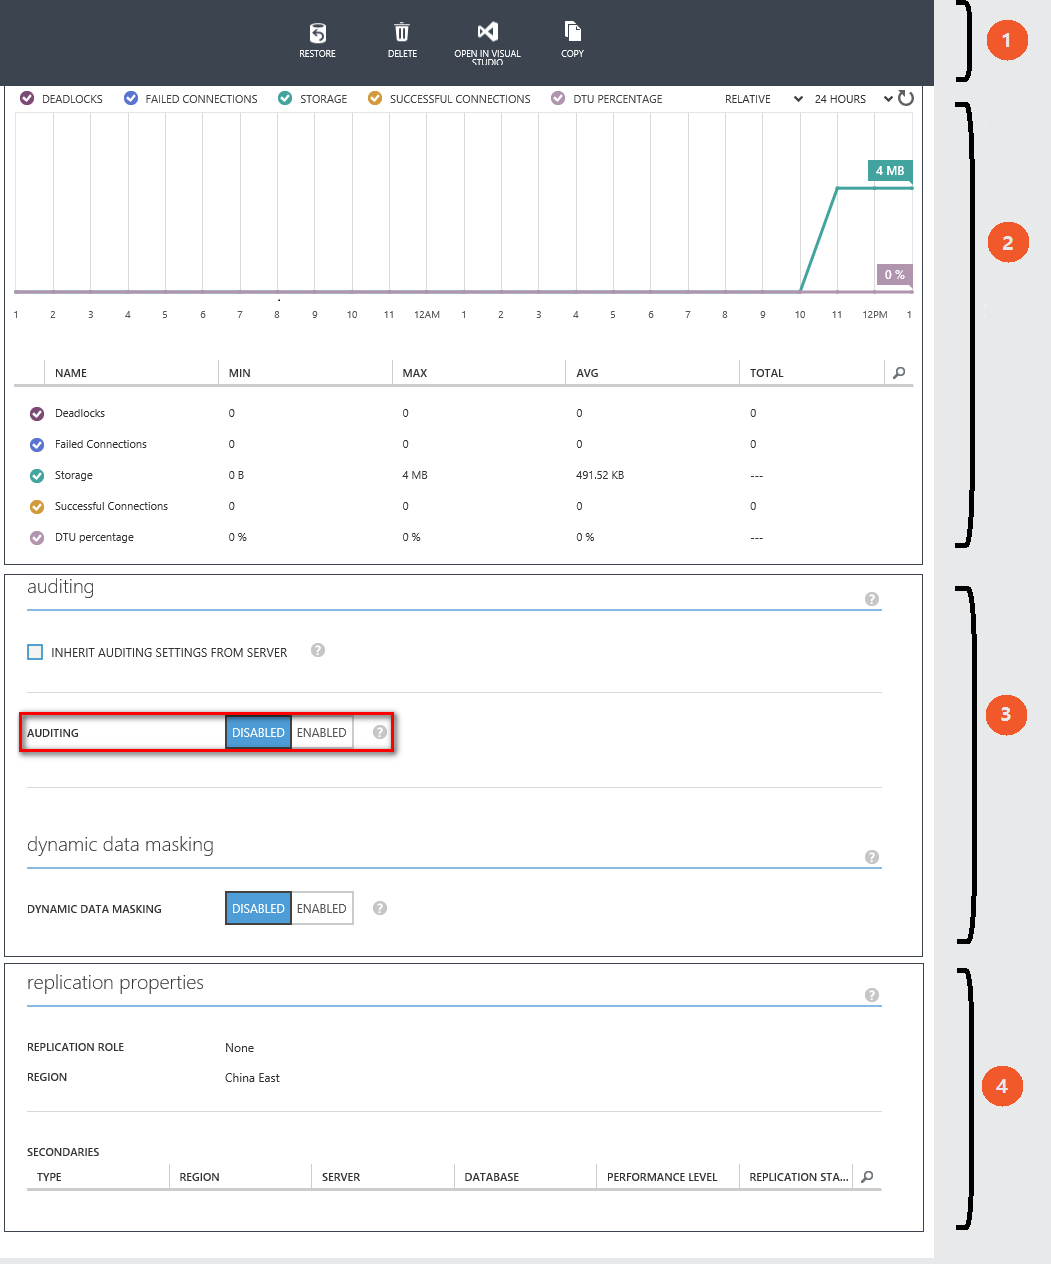 RESTORE DELETE OPEN IN VISUAL STUDIO COPY
1
DEADLOCKS FAILED CONNECTIONS STORAGE SUCCESSFUL CONNECTIONS DTU PERCENTAGE RELATIVE 24 HOURS
4 MB
2
0 %
1 2 3 4 5 6 7 8 9 10 11 12AM 1 2 3 4 5 6 7 8 9 10 11 12PM 1
NAME MIN MAX AVG TOTAL
Deadlocks 0 0 0 0
Failed Connections 0 0 0 0
Storage 0 B 4 MB 491.52 KB ---
Successful Connections 0 0 0 0
DTU percentage 0 % 0 % 0 % ---
auditing
?
INHERIT AUDITING SETTINGS FROM SERVER ?
3
AUDITING DISABLED ENABLED ?
dynamic data masking
?
DYNAMIC DATA MASKING DISABLED ENABLED ?
replication properties
?
REPLICATION ROLE None
REGION China East
4
SECONDARIES
TYPE REGION SERVER DATABASE PERFORMANCE LEVEL REPLICATION STA...